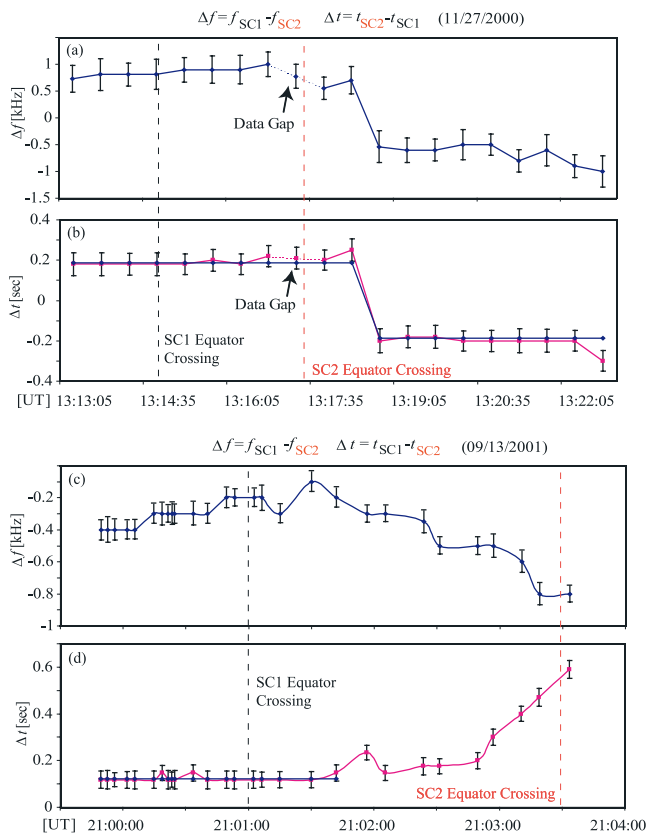 Δf = fSC1 -fSC2 Δt = tSC2-tSC1 (11/27/2000)
(a)
1
0.5
0
-0.5
-1
-1.5
Δf [kHz]
Data Gap
(b)
0.4
0.2
0
-0.2
-0.4
Δt [sec]
Data Gap
SC1 Equator
Crossing
SC2 Equator Crossing
[UT] 13:13:05 13:14:35 13:16:05 13:17:35 13:19:05 13:20:35 13:22:05
Δf = fSC1 -fSC2 Δt = tSC1-tSC2 (09/13/2001)
(c)
-0.2
-0.4
-0.6
-0.8
-1
Δf [kHz]
(d)
0.6
0.4
0.2
0
Δt [sec]
SC1 Equator
Crossing
SC2 Equator Crossing
[UT] 21:00:00 21:01:00 21:02:00 21:03:00 21:04:00